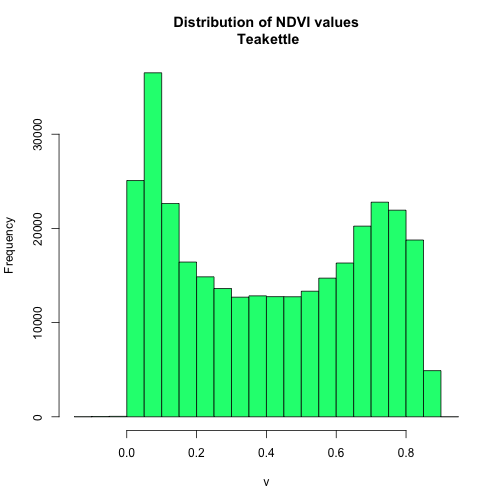 Distribution of NDVI values
Teakettle
Frequency
30000
20000
10000
0
0.0 0.2 0.4 0.6 0.8
v